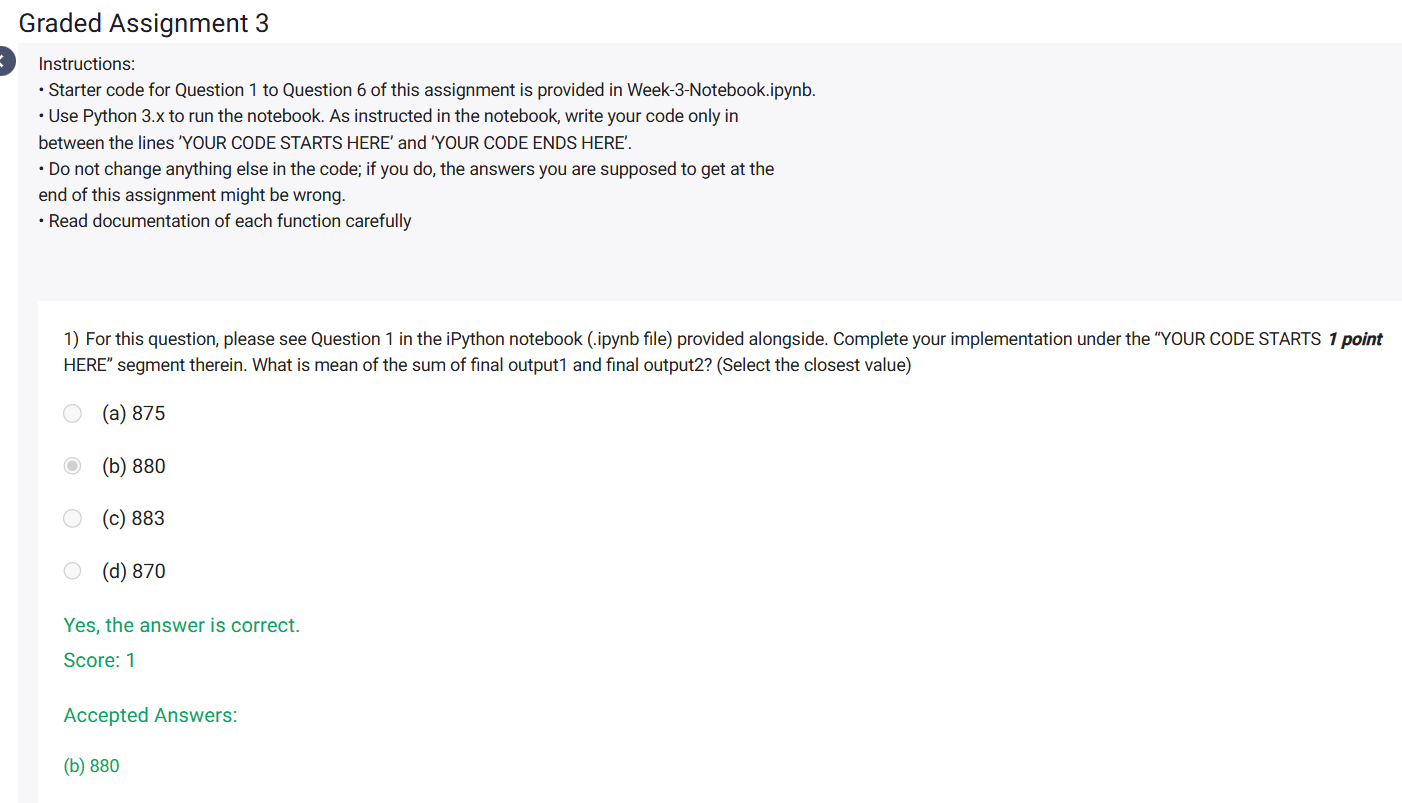 Graded Assignment 3
Instructions:
• Starter code for Question 1 to Question 6 of this assignment is provided in Week-3-Notebook.ipynb.
• Use Python 3.x to run the notebook. As instructed in the notebook, write your code only in
between the lines ’YOUR CODE STARTS HERE’ and ’YOUR CODE ENDS HERE’.
• Do not change anything else in the code; if you do, the answers you are supposed to get at the
end of this assignment might be wrong.
• Read documentation of each function carefully
1) For this question, please see Question 1 in the iPython notebook (.ipynb file) provided alongside. Complete your implementation under the “YOUR CODE STARTS 1 point
HERE” segment therein. What is mean of the sum of final output1 and final output2? (Select the closest value)
(a) 875
(b) 880
(c) 883
(d) 870
Yes, the answer is correct.
Score: 1
Accepted Answers:
(b) 880